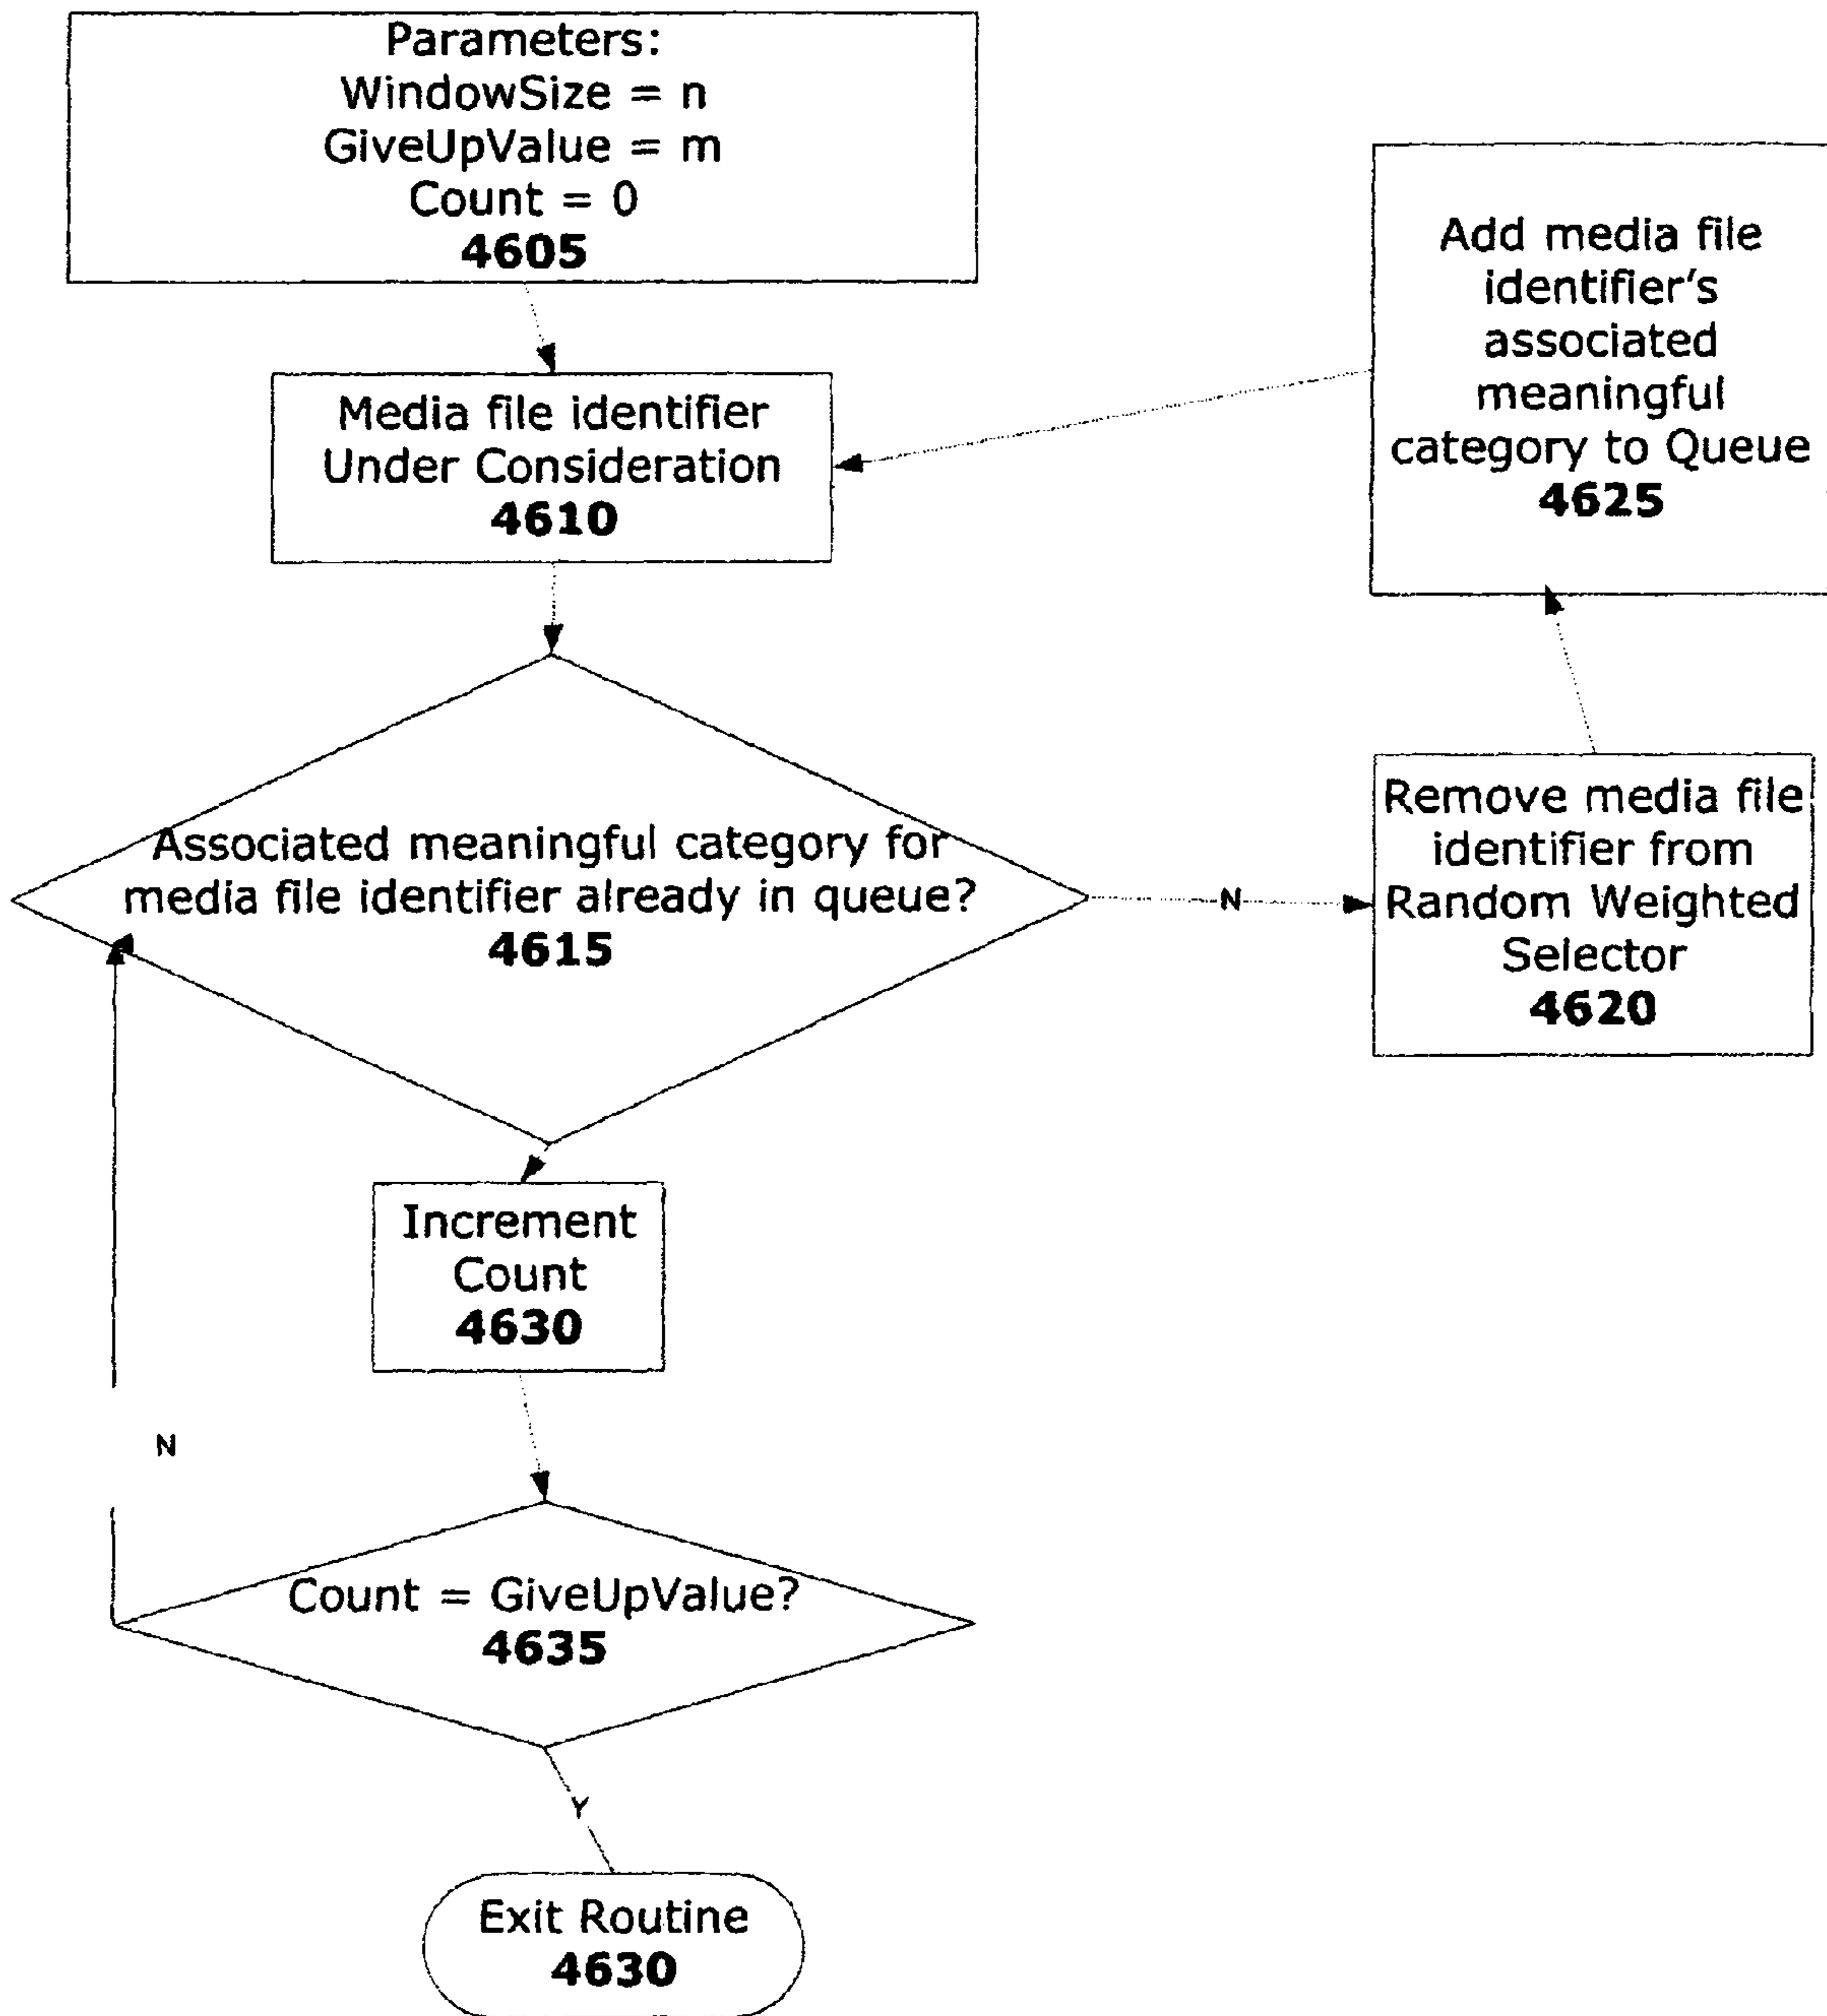 Parameters:
WindowSize = n
GiveUpValue = m
Count = 0
4605
Media file identifier
Under Consideration
4610
Add media file
identifier's
associated
meaningful
category to Queue
4625
Associated meaningful category for
media file identifier already in queue?
4615
N
Remove media file
identifier from
Random Weighted
Selector
4620
Increment
Count
4630
N
Count = GiveUpValue?
4635
Y
Exit Routine
4630